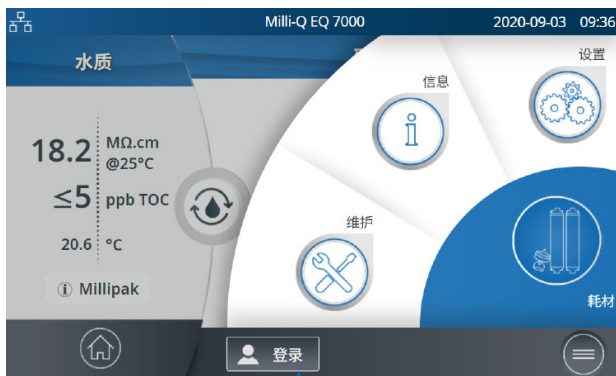 Milli-Q EQ 7000
2020-09-03 09:36
水质
18.2 MΩ.cm
@25°C
≤5 ppb TOC
20.6 °C
Millipak
信息
设置
维护
耗材
登录